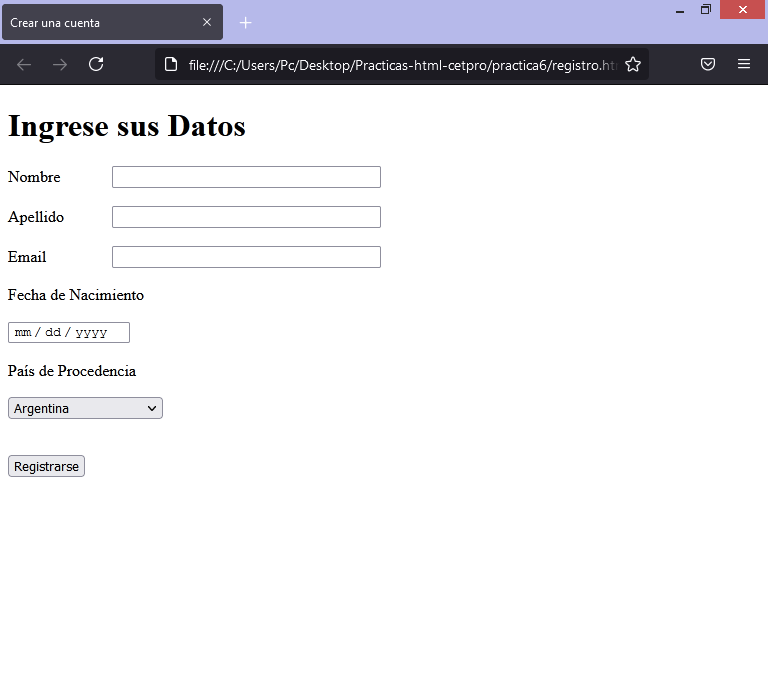 Crear una cuenta
file:///C:/Users/Pc/Desktop/Practicas-html-cetpro/practica6/registro.htm
Ingrese sus Datos
Nombre
Apellido
Email
Fecha de Nacimiento
mm / dd / yyyy
País de Procedencia
Argentina
Registrarse